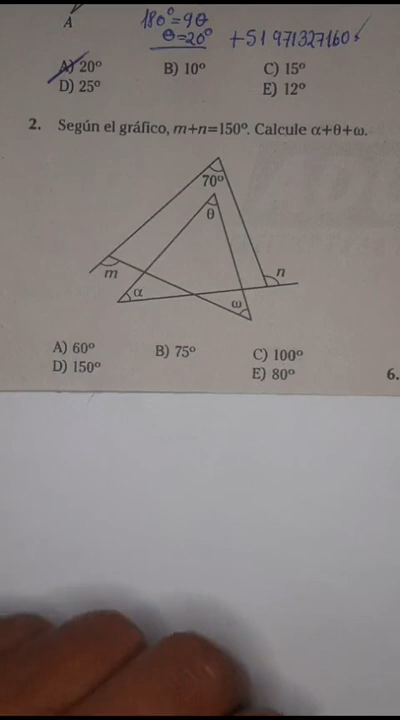 A
180° = 9θ
θ = 20° +51 971327160
A) 20° B) 10° C) 15°
D) 25° E) 12°
2. Según el gráfico, m+n=150°. Calcule α+θ+ω.
70°
θ
m
n
α
ω
A) 60° B) 75° C) 100°
D) 150° E) 80°
6.